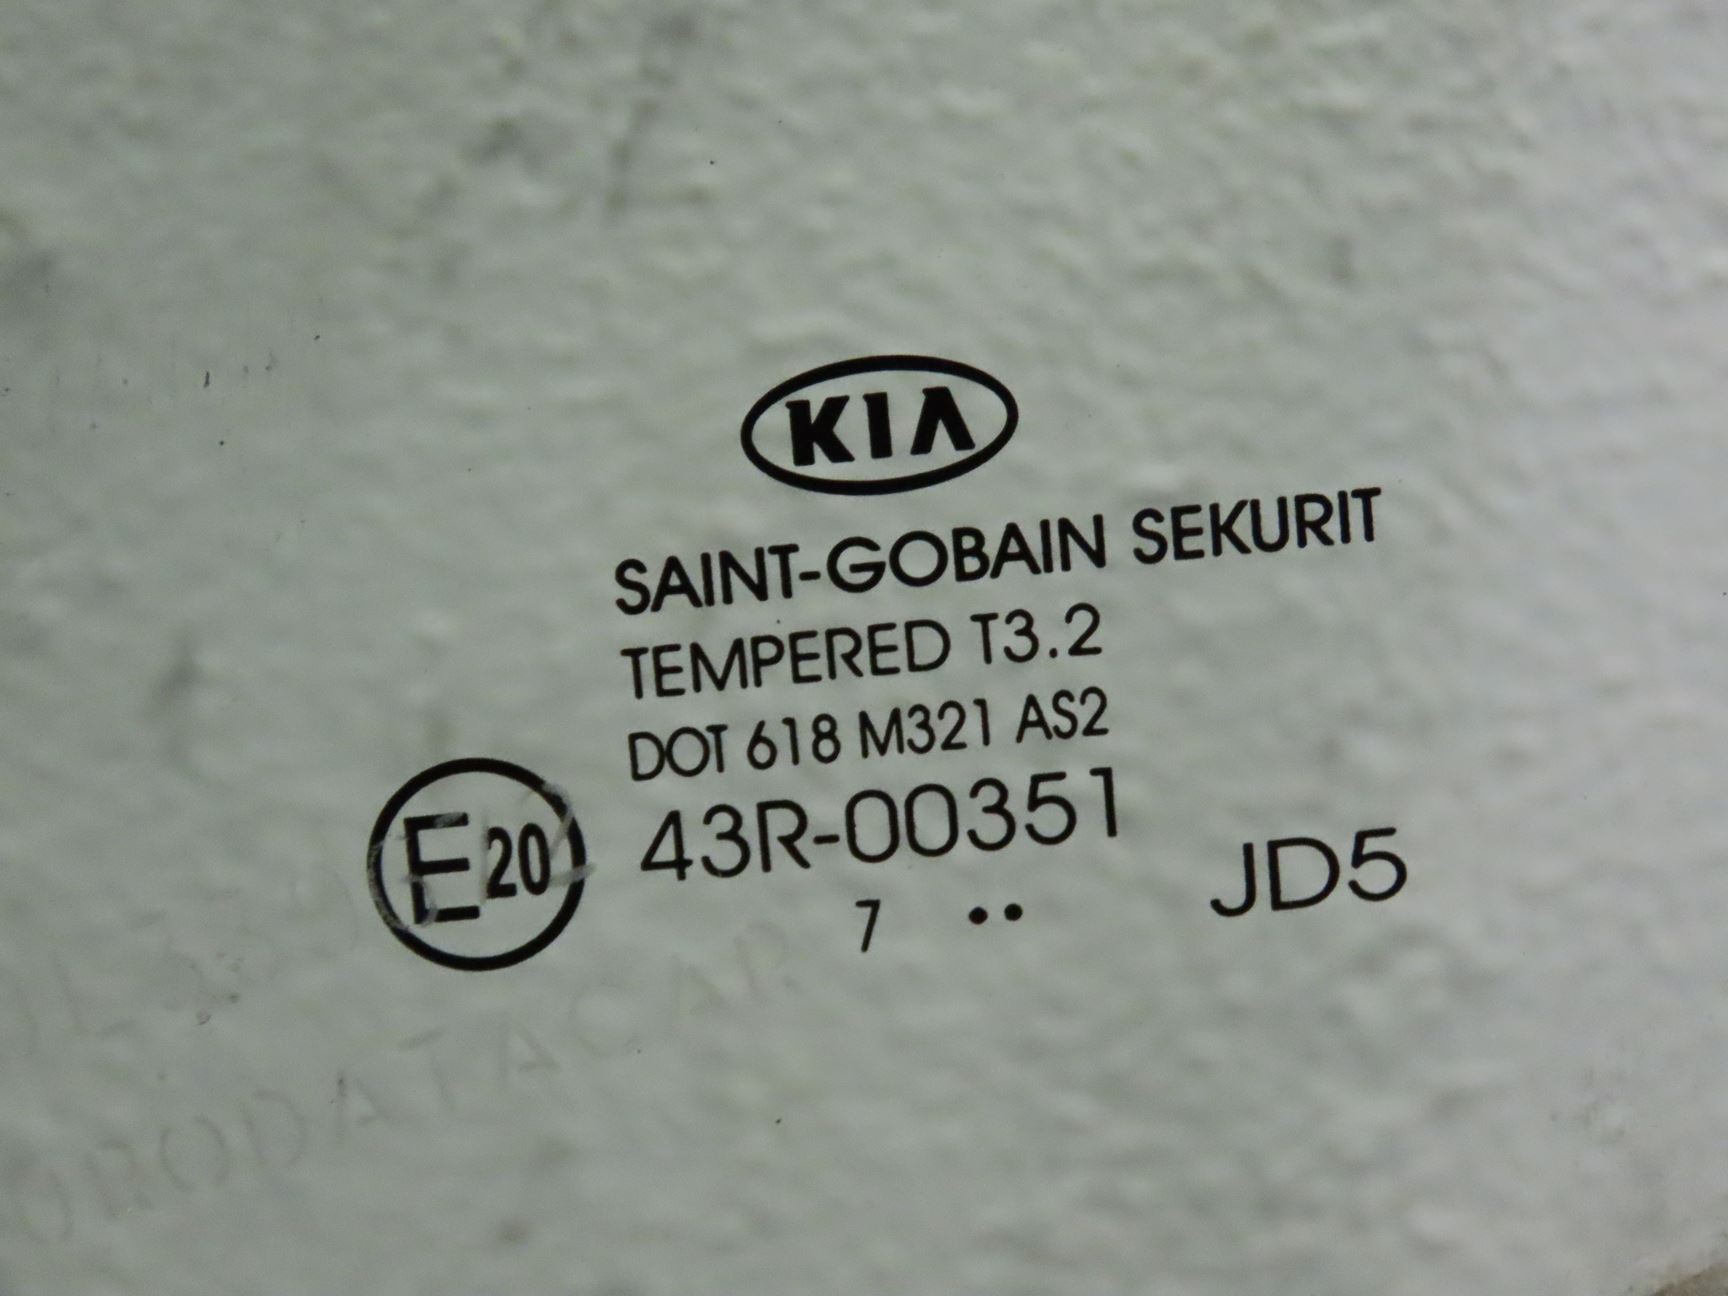 KIA
SAINT-GOBAIN SEKURIT
TEMPERED T3.2
DOT 618 M321 AS2
E20 43R-00351
7 •• JD5